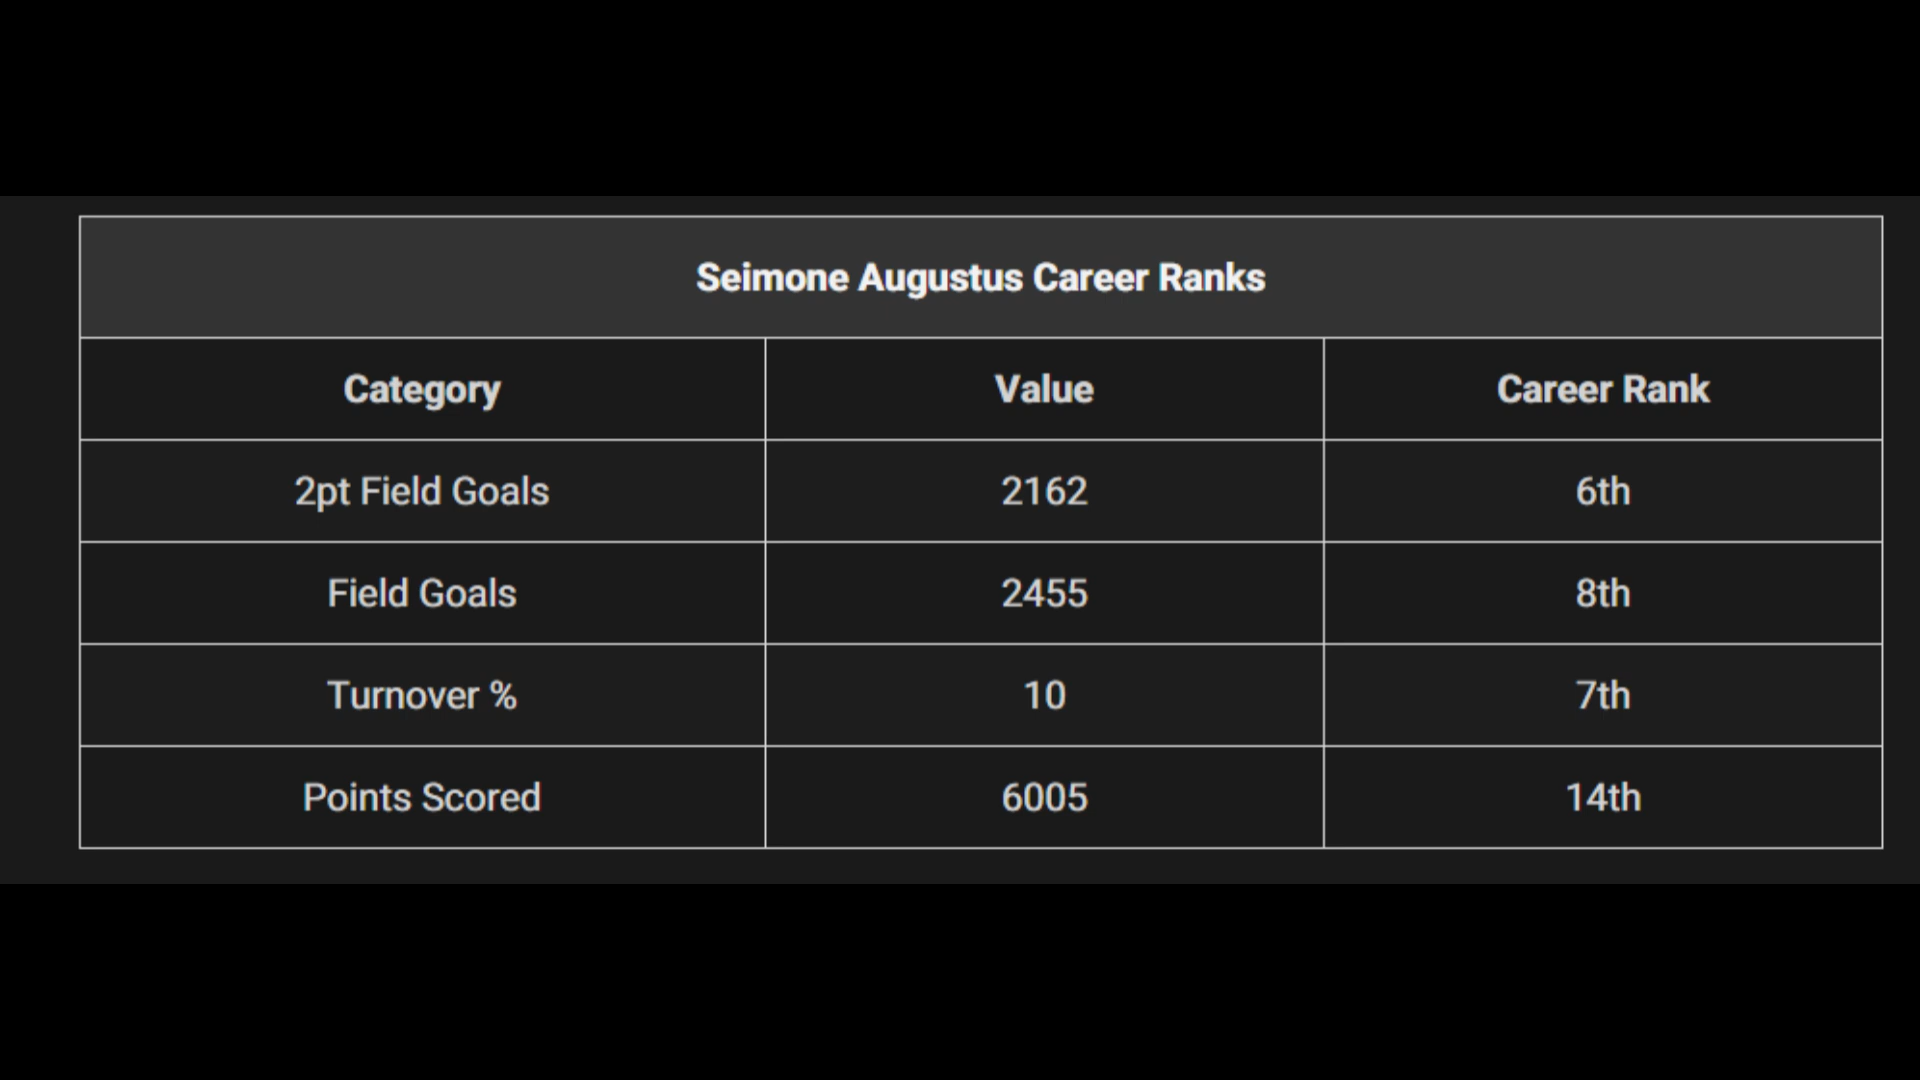 Seimone Augustus Career Ranks
Category Value Career Rank
2pt Field Goals 2162 6th
Field Goals 2455 8th
Turnover % 10 7th
Points Scored 6005 14th